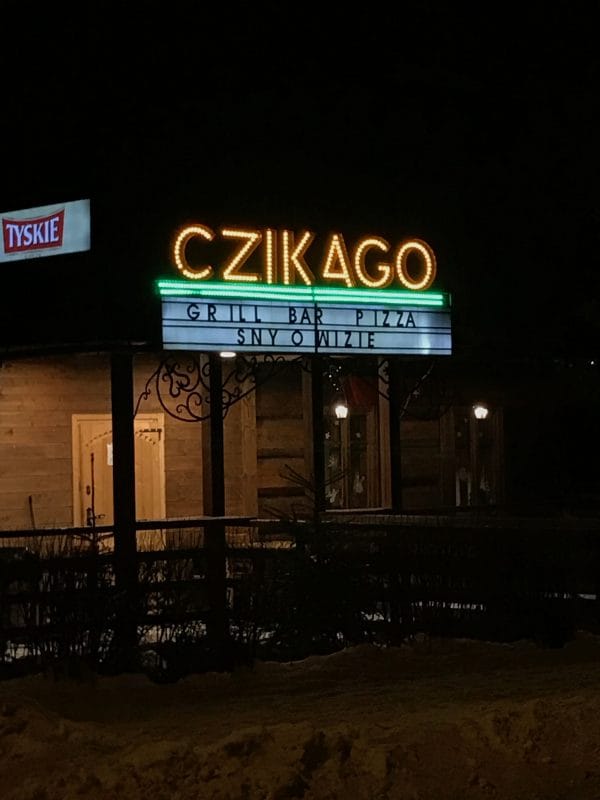 TYSKIE
CZIKAGO
GRILL BAR PIZZA
SNY O WIZIE